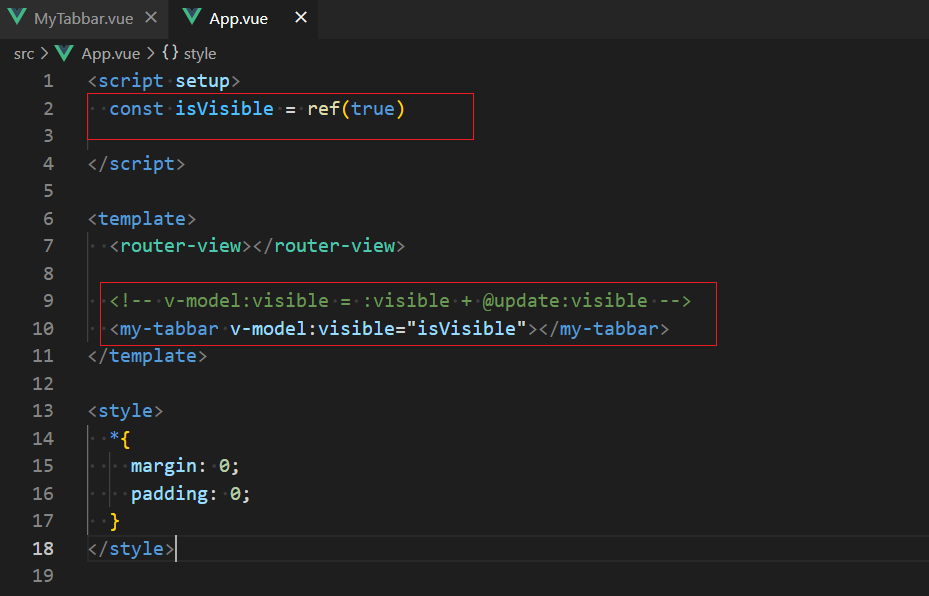 MyTabbar.vue
App.vue
src > App.vue > {} style
1 <script setup>
2   const isVisible = ref(true)
3
4 </script>
5
6 <template>
7   <router-view></router-view>
8
9   <!-- v-model:visible = :visible + @update:visible -->
10   <my-tabbar v-model:visible="isVisible"></my-tabbar>
11 </template>
12
13 <style>
14   *{
15     margin: 0;
16     padding: 0;
17   }
18 </style>
19